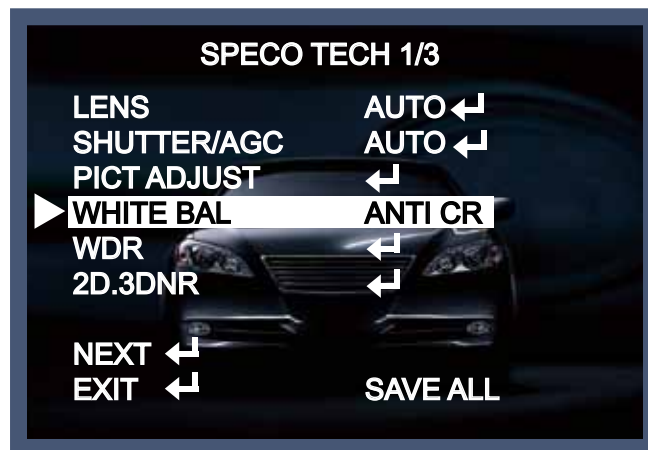 SPECO TECH 1/3
LENS AUTO
SHUTTER/AGC AUTO
PICT ADJUST
WHITE BAL ANTI CR
WDR
2D.3DNR
NEXT
EXIT SAVE ALL